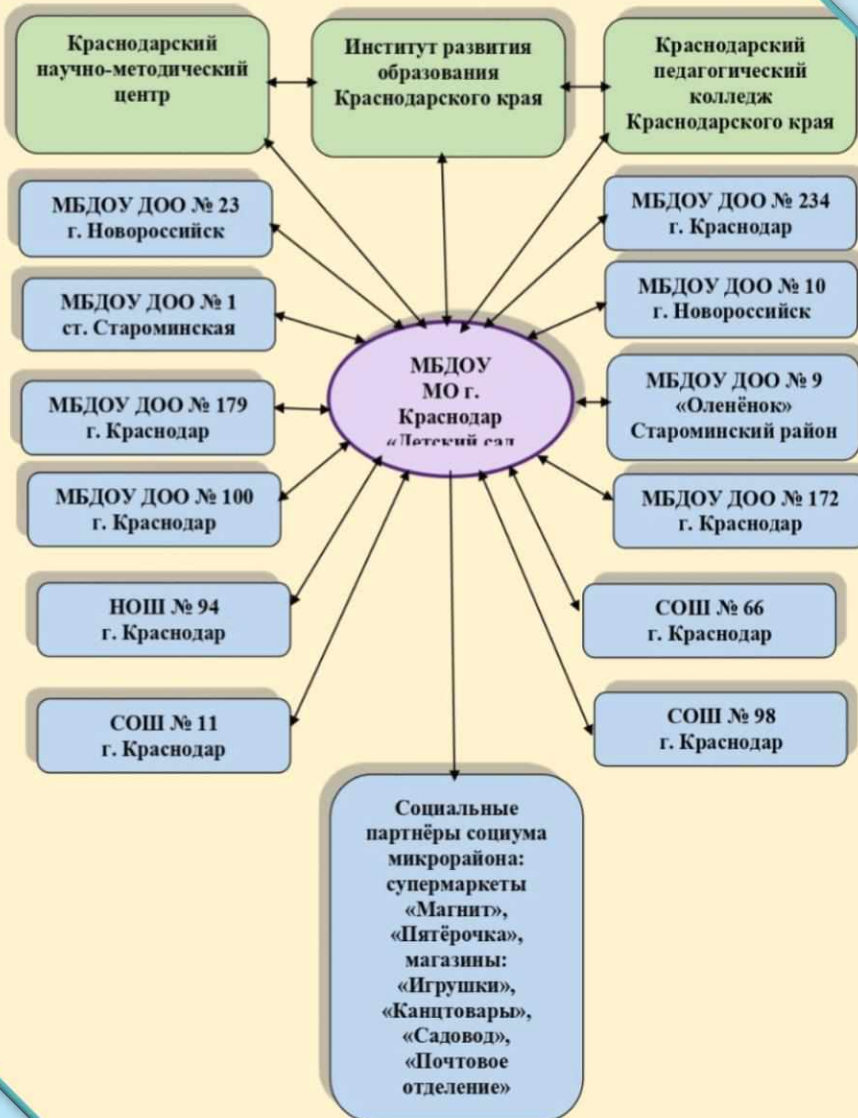 Краснодарский
научно-методический
центр
Институт развития
образования
Краснодарского края
Краснодарский
педагогический
колледж
Краснодарского края
МБДОУ ДОО № 23
г. Новороссийск
МБДОУ ДОО № 234
г. Краснодар
МБДОУ ДОО № 1
ст. Староминская
МБДОУ ДОО № 10
г. Новороссийск
МБДОУ
МО г.
Краснодар
«Детский сад
МБДОУ ДОО № 179
г. Краснодар
МБДОУ ДОО № 9
«Оленёнок»
Староминский район
МБДОУ ДОО № 100
г. Краснодар
МБДОУ ДОО № 172
г. Краснодар
НОШ № 94
г. Краснодар
СОШ № 66
г. Краснодар
СОШ № 11
г. Краснодар
СОШ № 98
г. Краснодар
Социальные
партнёры социума
микрорайона:
супермаркеты
«Магнит»,
«Пятёрочка»,
магазины:
«Игрушки»,
«Канцтовары»,
«Садовод»,
«Почтовое
отделение»